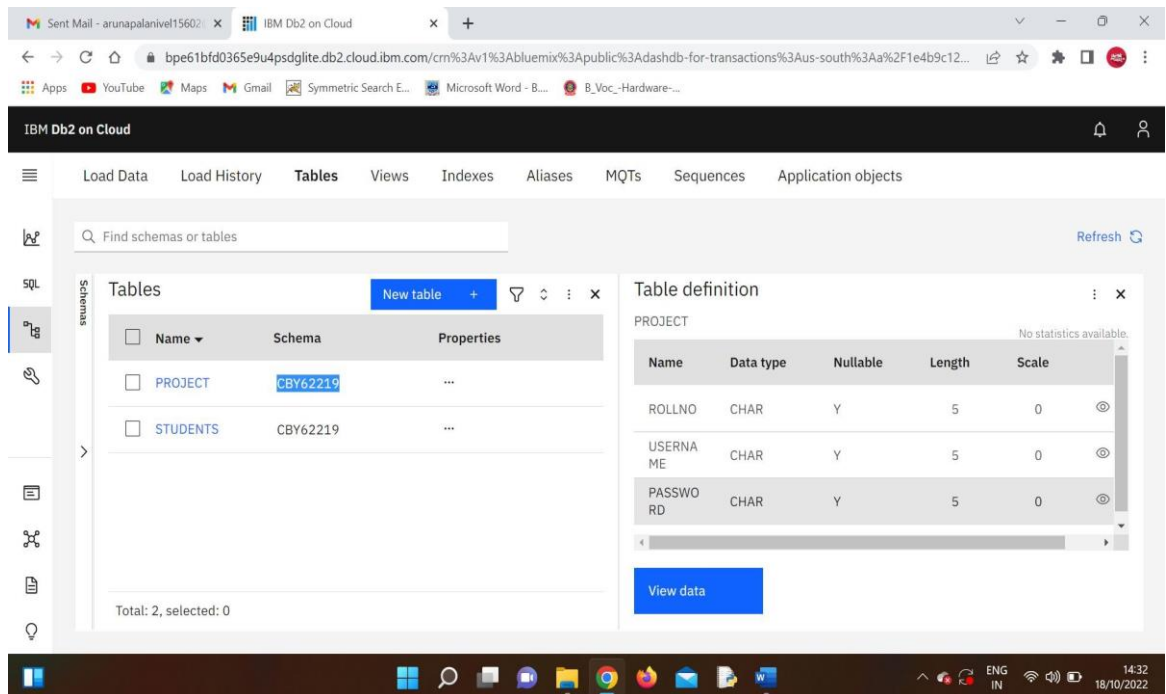 Sent Mail - arunapalanivel15602
IBM Db2 on Cloud
bpe61bfd0365e9u4psdglite.db2.cloud.ibm.com/crn%3Av1%3Abluemix%3Apublic%3Adashdb-for-transactions%3Aus-south%3Aa%2F1e4b9c12...
Apps YouTube Maps Gmail Symmetric Search E... Microsoft Word - B.... B_Voc_-Hardware-...
IBM Db2 on Cloud
Load Data Load History Tables Views Indexes Aliases MQTs Sequences Application objects
Find schemas or tables
Refresh
SQL
Schemas
Tables
New table +
Name Schema Properties
PROJECT CBY62219 ...
STUDENTS CBY62219 ...
Total: 2, selected: 0
Table definition
PROJECT
No statistics available.
Name Data type Nullable Length Scale
ROLLNO CHAR Y 5 0
USERNA
ME CHAR Y 5 0
PASSWO
RD CHAR Y 5 0
View data
ENG
IN
14:32
18/10/2022